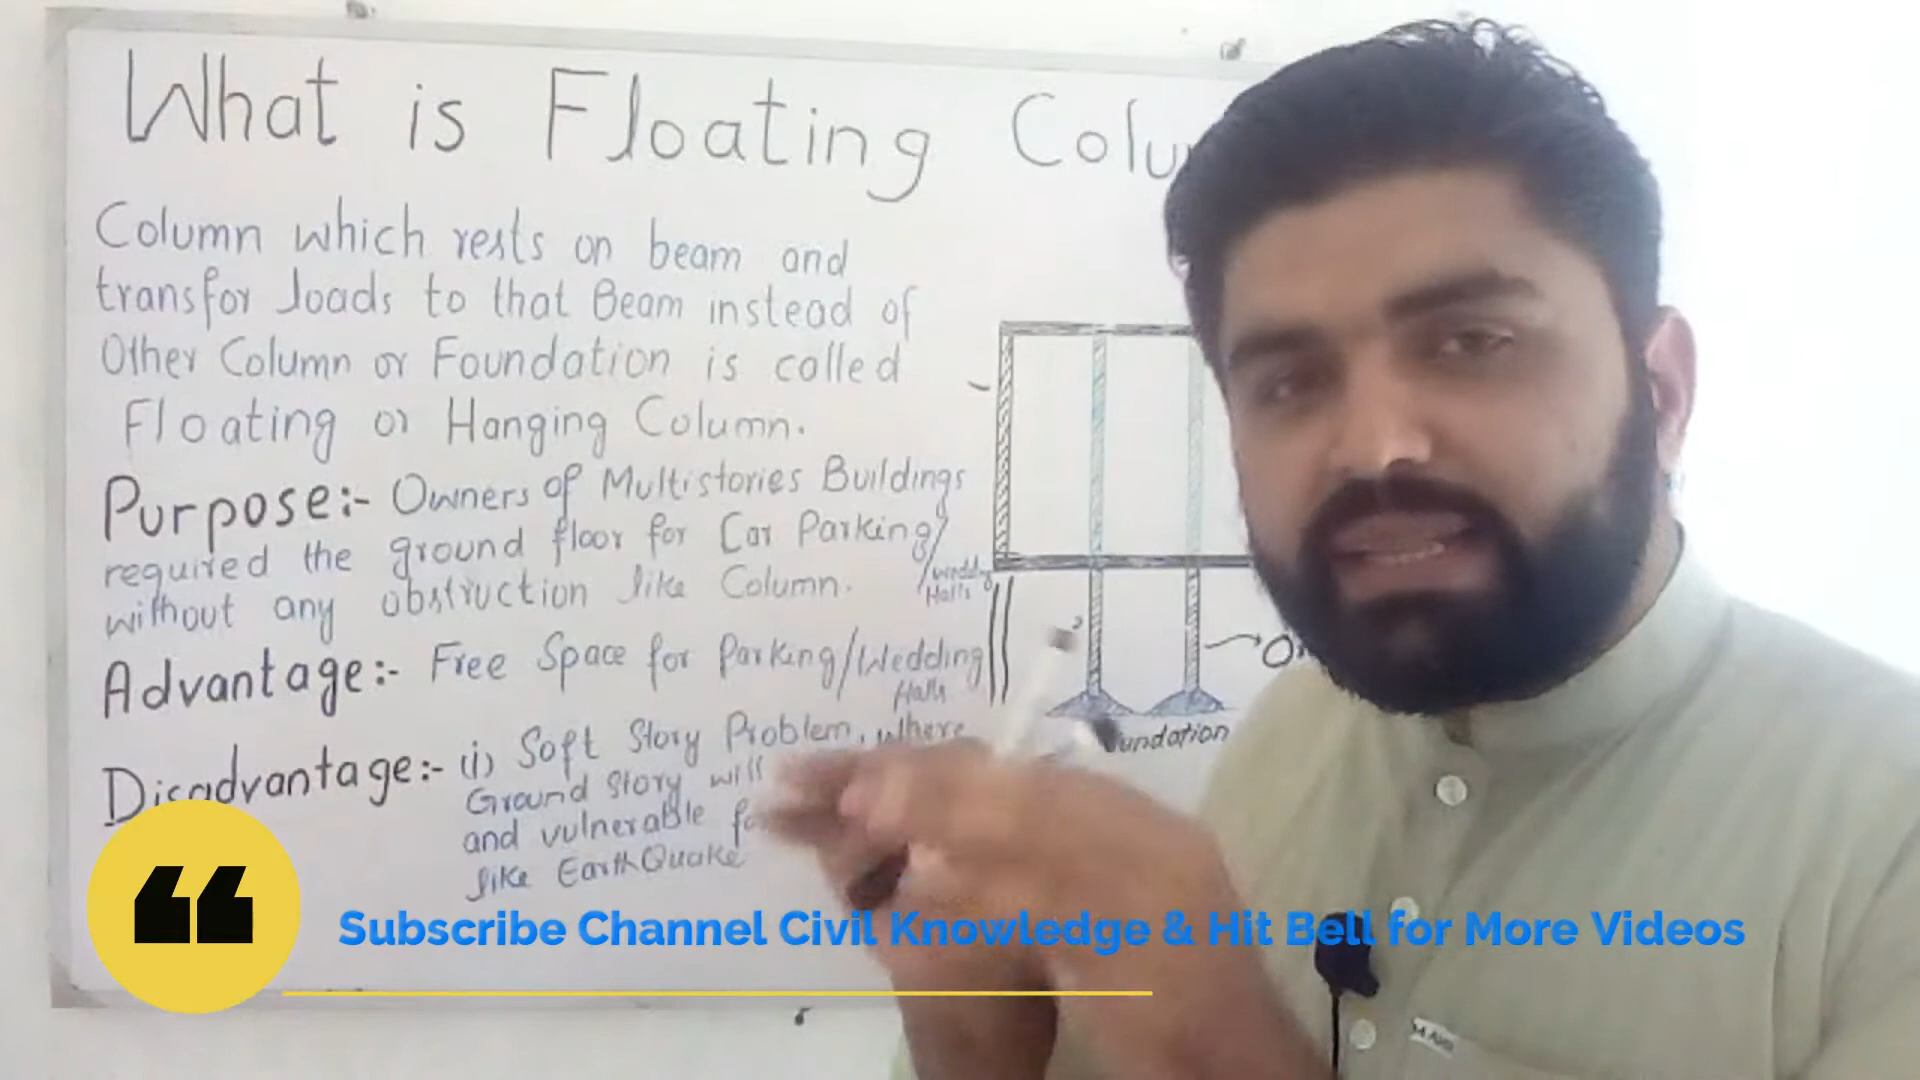 What is Floating Colu
Column which rests on beam and
transfor loads to that Beam instead of
Other Column or Foundation is called
Floating or Hanging Column.
Purpose:- Owners of Multistories Buildings
required the ground floor for Car Parking/
Wedding Halls
without any obstruction like Column.
Advantage:- Free Space for Parking/Wedding
Halls
Disadvantage:- (i) Soft Story Problem, where
Ground Story will
and vulnerable
like EarthQuake
undation
Subscribe Channel Civil Knowledge & Hit Bell for More Videos